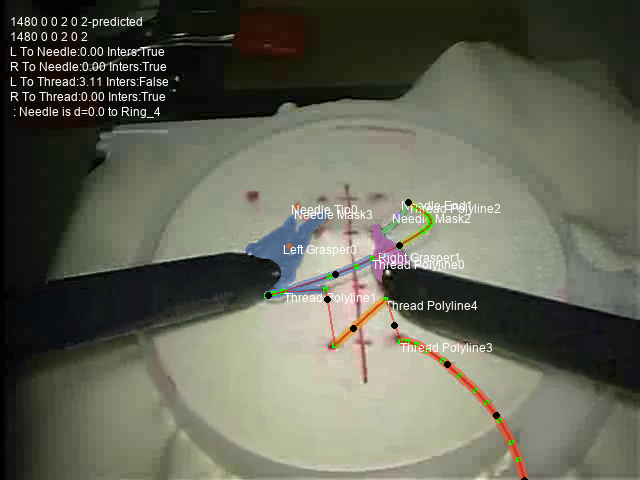 1480 0 0 2 0 2-predicted
1480 0 0 2 0 2
L To Needle:0.00 Inters:True
R To Needle:0.00 Inters:True
L To Thread:3.11 Inters:False
R To Thread:0.00 Inters:True
: Needle is d=0.0 to Ring_4
Needle End1
Thread Polyline2
Needle Tip0
Needle Mask3
Needle Mask2
Left Grasper0
Right Grasper1
Thread Polyline0
Thread Polyline1
Thread Polyline4
Thread Polyline3